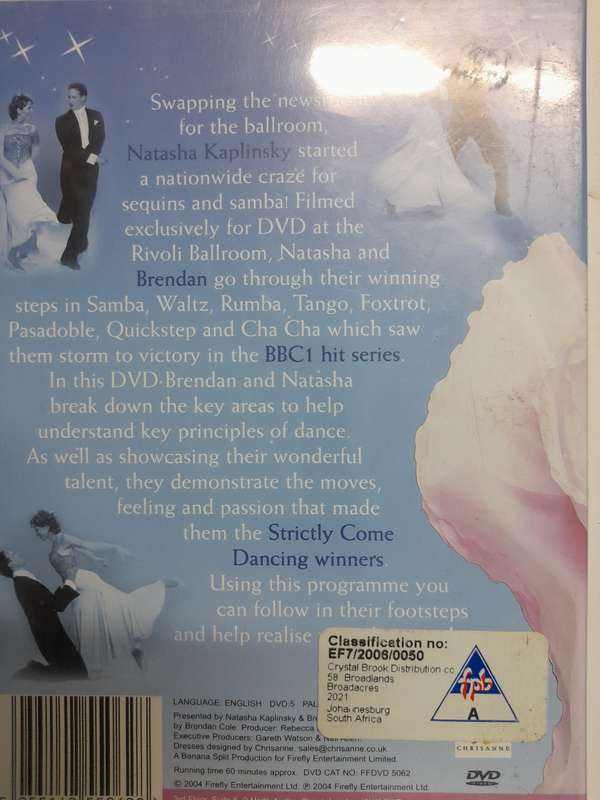 Swapping the
for the ballroom,
Natasha Kaplinsky started
a nationwide craze for
sequins and samba! Filmed
exclusively for DVD at the
Rivoli Ballroom, Natasha and
Brendan go through their winning
steps in Samba, Waltz, Rumba, Tango, Foxtrot,
Pasadoble, Quickstep and Cha Cha which saw
them storm to victory in the BBC1 hit series.
In this DVD Brendan and Natasha
break down the key areas to help
understand key principles of dance.
As well as showcasing their wonderful
talent, they demonstrate the moves,
feeling and passion that made
them the Strictly Come
Dancing winners.
Using this programme you
can follow in their footsteps
and help realise
Classification no:
EF7/2006/0050
Crystal Brook Distribution cc
58 Broadlands
Broadacres
2021
Johannesburg
South Africa
fpb
A
LANGUAGE: ENGLISH DVD:5 PAL
Presented by Natasha Kaplinsky &
by Brendan Cole. Producer: Rebecca
Executive Producers: Gareth Watson &
Dresses designed by Chrisanne. sales@chrisanne.co.uk
A Banana Split Production for Firefly Entertainment Limited.
Running time 60 minutes approx. DVD CAT NO: FFDVD 5062
© 2004 Firefly Entertainment Ltd. ℗ 2004 Firefly Entertainment Ltd.
CHRISANNE
DVD
VIDEO